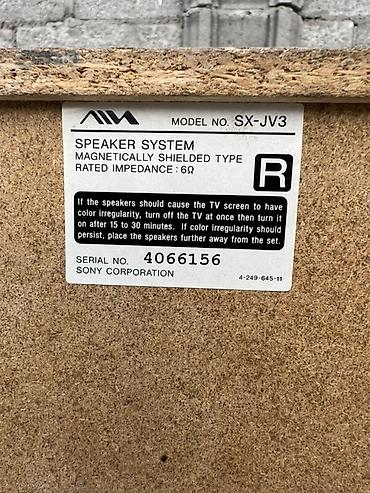 AIWA MODEL NO. SX-JV3
SPEAKER SYSTEM
MAGNETICALLY SHIELDED TYPE
RATED IMPEDANCE : 6Ω
R
If the speakers should cause the TV screen to have
color irregularity, turn off the TV at once then turn it
on after 15 to 30 minutes. If color irregularity should
persist, place the speakers further away from the set.
SERIAL NO. 4066156
SONY CORPORATION 4-249-645-11